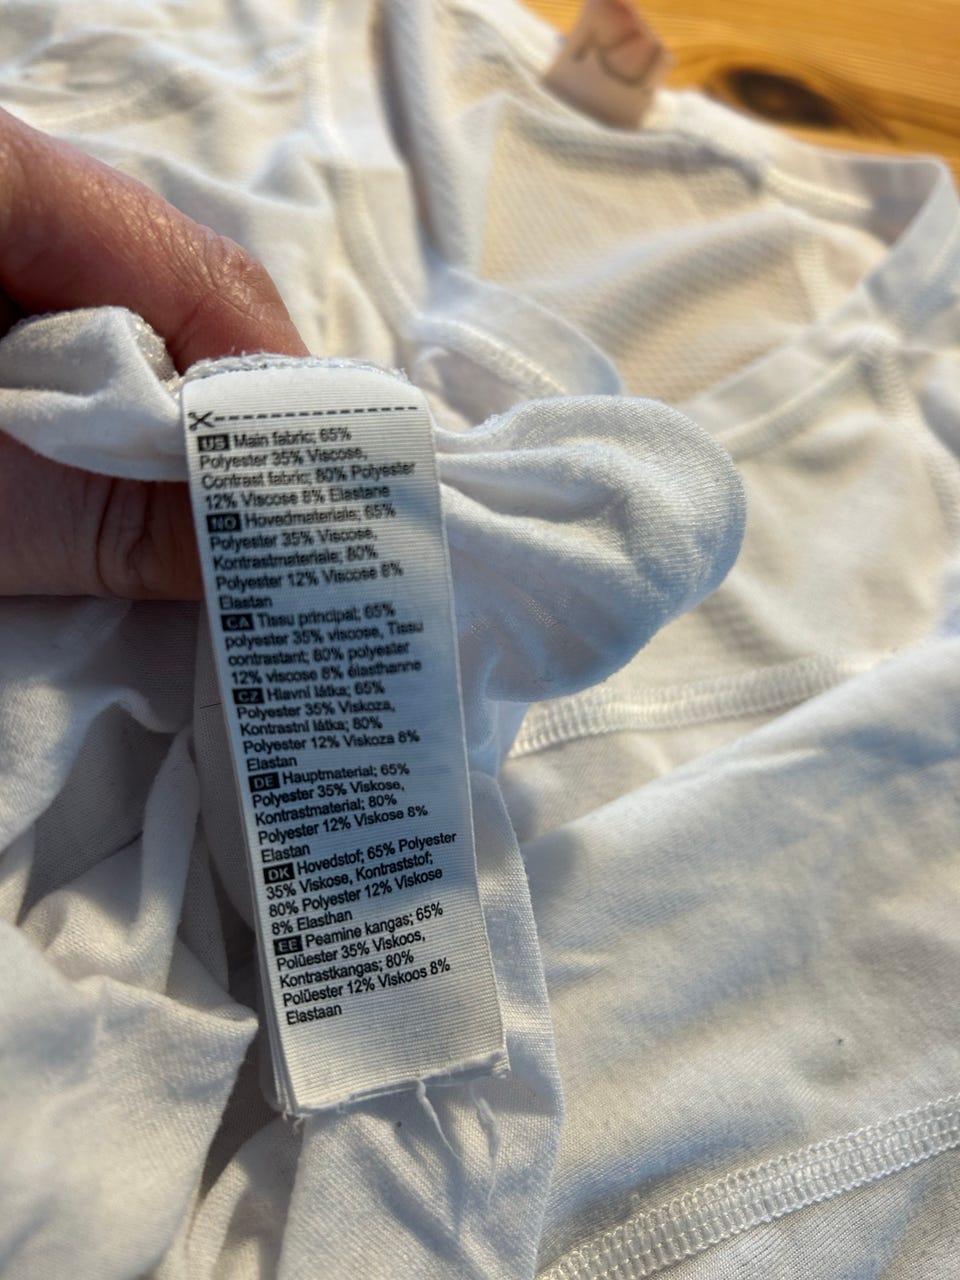 US Main fabric; 65%
Polyester 35% Viscose,
Contrast fabric; 80% Polyester
12% Viscose 8% Elastane
NO Hovedmateriale; 65%
Polyester 35% Viscose,
Kontrastmateriale; 80%
Polyester 12% Viscose 8%
Elastan
CA Tissu principal; 65%
polyester 35% viscose, Tissu
contrastant; 80% polyester
12% viscose 8% élasthanne
CZ Hlavní látka; 65%
Polyester 35% Viskoza,
Kontrastní látka; 80%
Polyester 12% Viskoza 8%
Elastan
DE Hauptmaterial; 65%
Polyester 35% Viskose,
Kontrastmaterial; 80%
Polyester 12% Viskose 8%
Elastan
DK Hovedstof; 65% Polyester
35% Viskose, Kontraststof;
80% Polyester 12% Viskose
8% Elasthan
EE Peamine kangas; 65%
Polüester 35% Viskoos,
Kontrastkangas; 80%
Polüester 12% Viskoos 8%
Elastaan